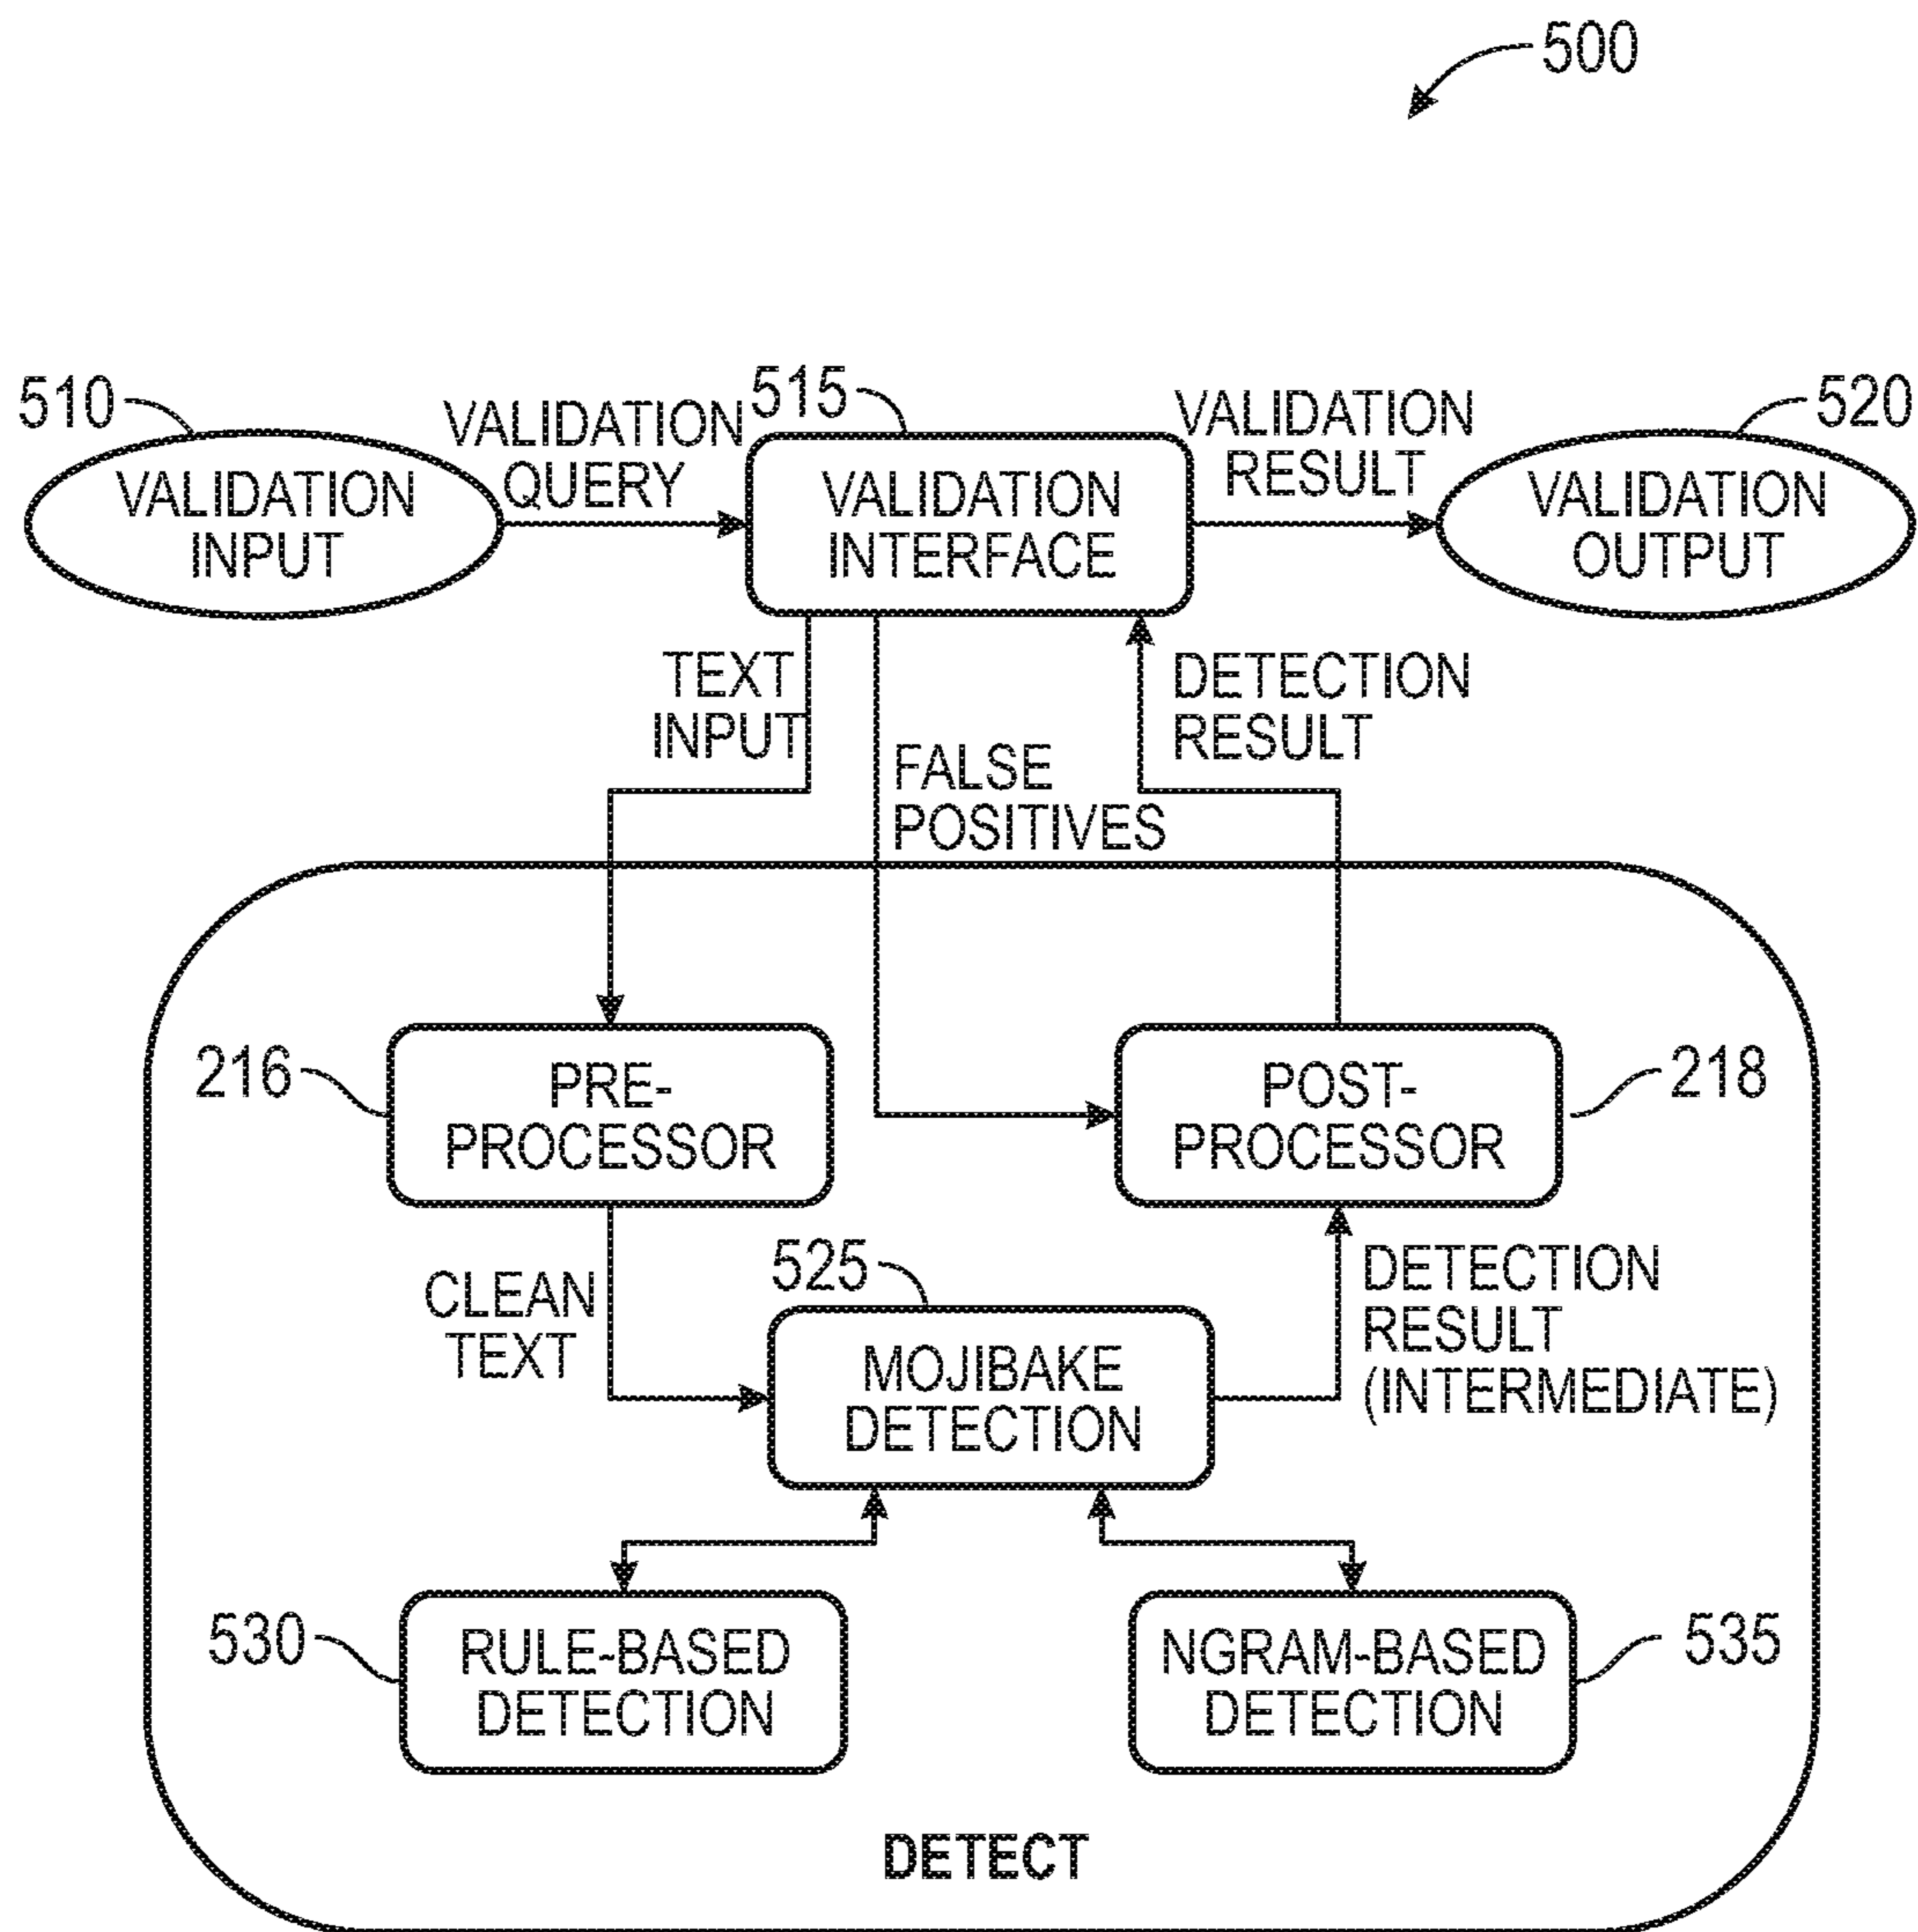 500
510
VALIDATION
QUERY
515
VALIDATION
RESULT
520
VALIDATION
INPUT
VALIDATION
INTERFACE
VALIDATION
OUTPUT
TEXT
INPUT
FALSE
POSITIVES
DETECTION
RESULT
216
PRE-
PROCESSOR
POST-
PROCESSOR
218
CLEAN
TEXT
525
MOJIBAKE
DETECTION
DETECTION
RESULT
(INTERMEDIATE)
530
RULE-BASED
DETECTION
NGRAM-BASED
DETECTION
535
DETECT